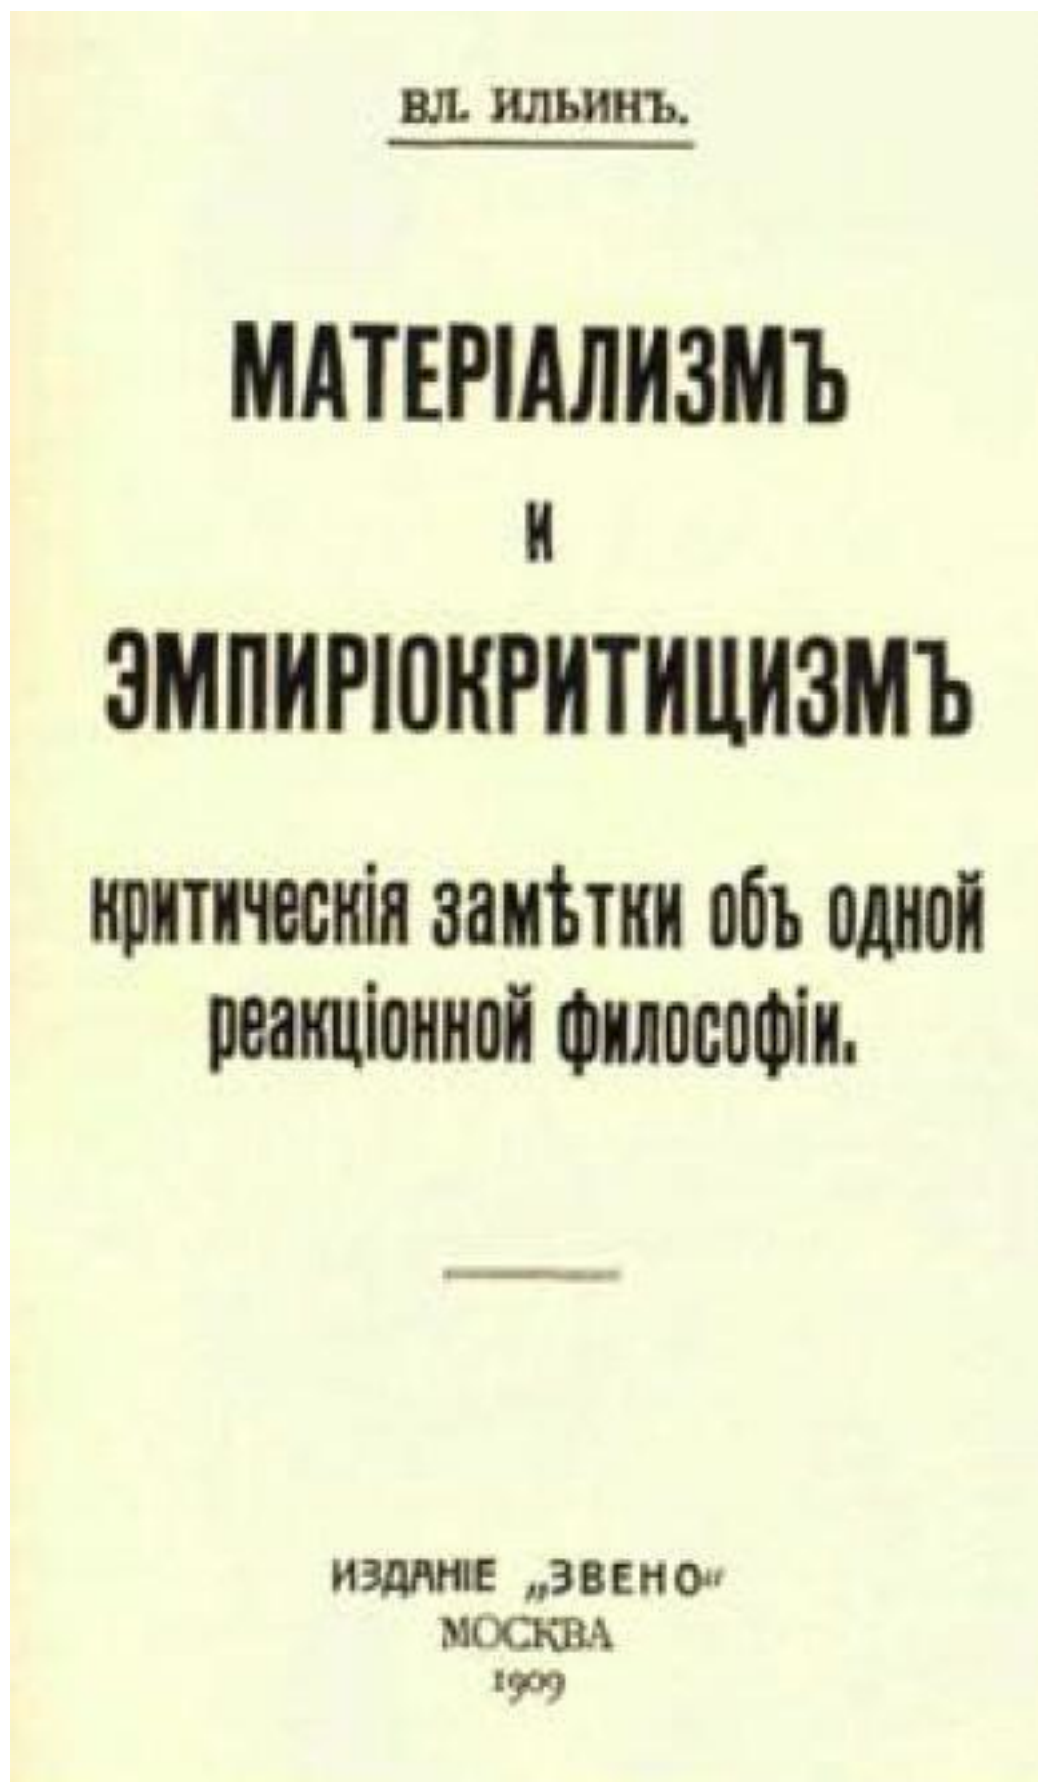 ВЛ. ИЛЬИНЪ.
МАТЕРІАЛИЗМЪ
И
ЭМПИРІОКРИТИЦИЗМЪ
критическія замѣтки объ одной
реакціонной философіи.
ИЗДАНІЕ „ЗВЕНО“
МОСКВА
1909